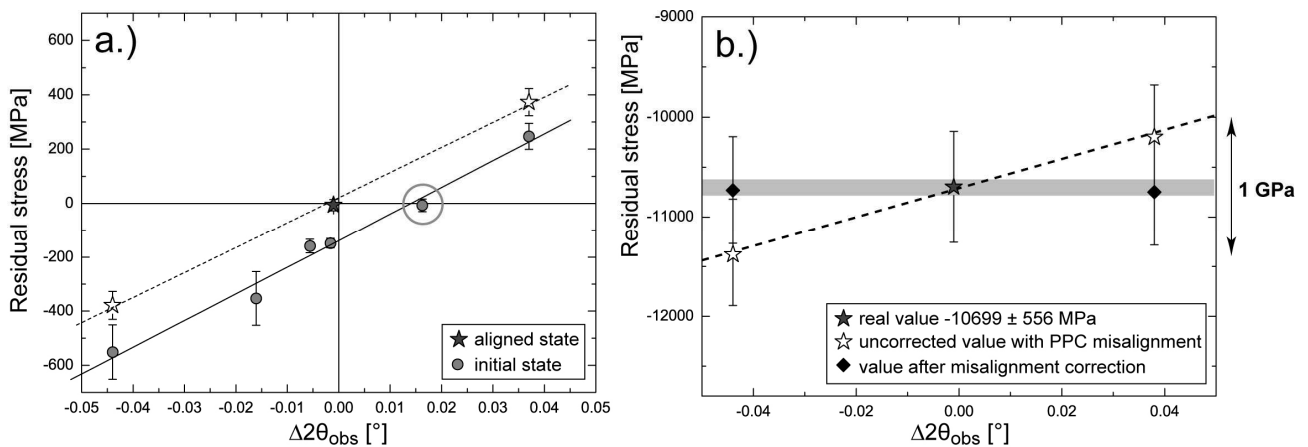 a.)
Residual stress [MPa]
600
400
200
0
-200
-400
-600
-0.05 -0.04 -0.03 -0.02 -0.01 0.00 0.01 0.02 0.03 0.04 0.05
Δ2θobs [°]
aligned state
initial state
b.)
Residual stress [MPa]
-9000
-10000
-11000
-12000
-0.04 -0.02 0.00 0.02 0.04
Δ2θobs [°]
1 GPa
real value -10699 ± 556 MPa
uncorrected value with PPC misalignment
value after misalignment correction